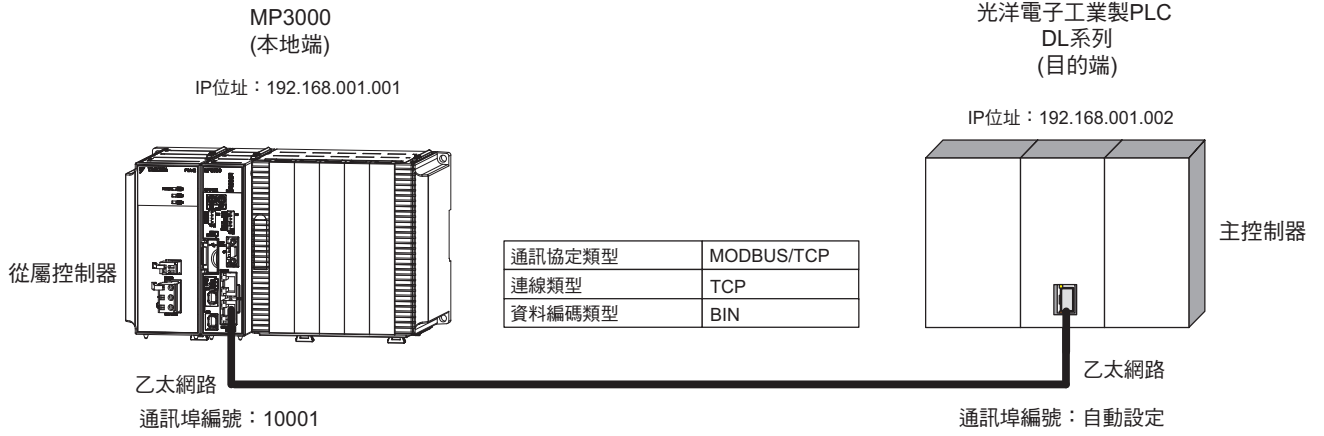 MP3000
(本地端)
IP位址：192.168.001.001
光洋電子工業製PLC
DL系列
(目的端)
IP位址：192.168.001.002
從屬控制器
通訊協定類型 MODBUS/TCP
連線類型 TCP
資料編碼類型 BIN
主控制器
乙太網路
通訊埠編號：10001
乙太網路
通訊埠編號：自動設定